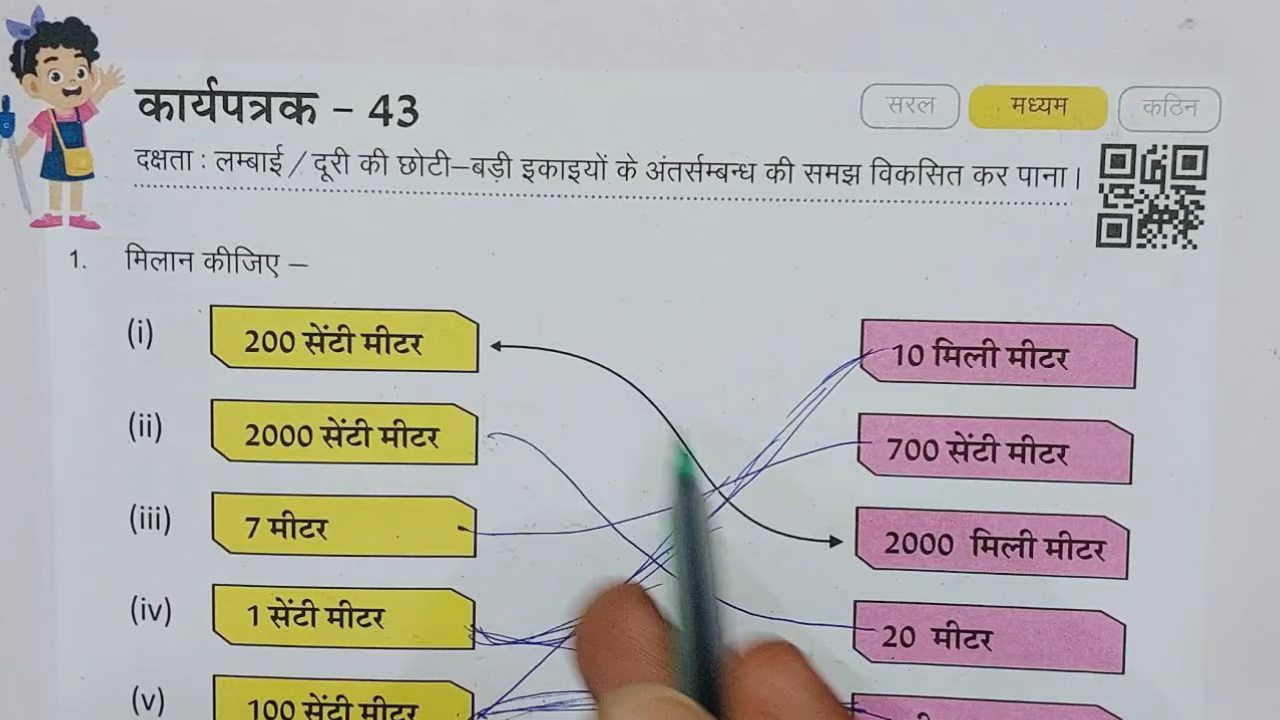 कार्यपत्रक – 43
सरल मध्यम कठिन
दक्षता : लम्बाई / दूरी की छोटी–बड़ी इकाइयों के अंतर्सम्बन्ध की समझ विकसित कर पाना।
1. मिलान कीजिए –
(i) 200 सेंटी मीटर 10 मिली मीटर
(ii) 2000 सेंटी मीटर 700 सेंटी मीटर
(iii) 7 मीटर 2000 मिली मीटर
(iv) 1 सेंटी मीटर 20 मीटर
(v) 100 सेंटी मीटर